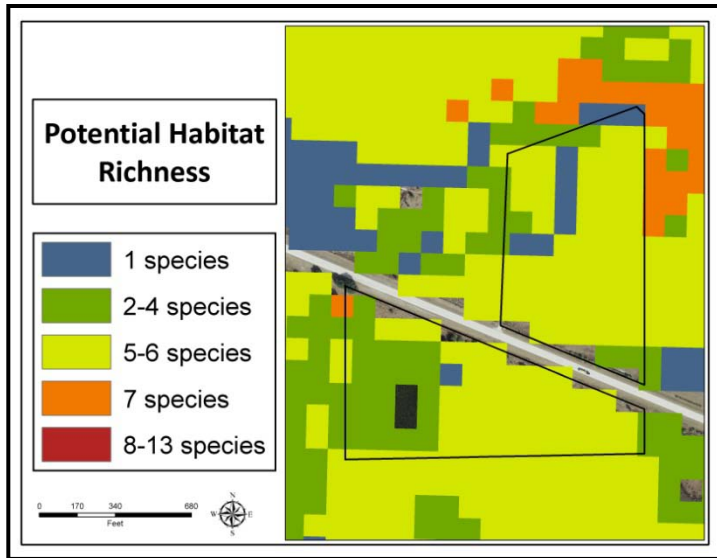 Potential Habitat
Richness
1 species
2-4 species
5-6 species
7 species
8-13 species
0 170 340 680
Feet
N
W E
S